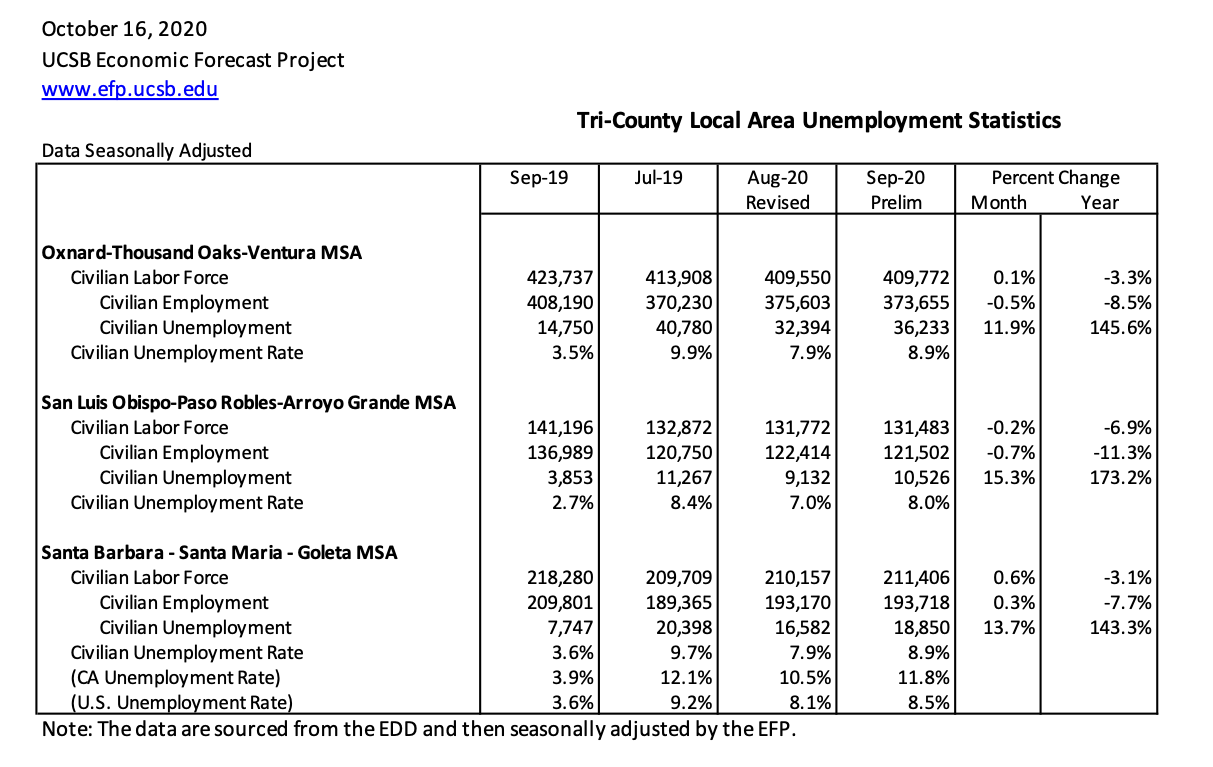 October 16, 2020
UCSB Economic Forecast Project
www.efp.ucsb.edu
Tri-County Local Area Unemployment Statistics
Data Seasonally Adjusted
Sep-19 Jul-19 Aug-20 Sep-20 Percent Change
Revised Prelim Month Year
Oxnard-Thousand Oaks-Ventura MSA
Civilian Labor Force 423,737 413,908 409,550 409,772 0.1% -3.3%
Civilian Employment 408,190 370,230 375,603 373,655 -0.5% -8.5%
Civilian Unemployment 14,750 40,780 32,394 36,233 11.9% 145.6%
Civilian Unemployment Rate 3.5% 9.9% 7.9% 8.9%
San Luis Obispo-Paso Robles-Arroyo Grande MSA
Civilian Labor Force 141,196 132,872 131,772 131,483 -0.2% -6.9%
Civilian Employment 136,989 120,750 122,414 121,502 -0.7% -11.3%
Civilian Unemployment 3,853 11,267 9,132 10,526 15.3% 173.2%
Civilian Unemployment Rate 2.7% 8.4% 7.0% 8.0%
Santa Barbara - Santa Maria - Goleta MSA
Civilian Labor Force 218,280 209,709 210,157 211,406 0.6% -3.1%
Civilian Employment 209,801 189,365 193,170 193,718 0.3% -7.7%
Civilian Unemployment 7,747 20,398 16,582 18,850 13.7% 143.3%
Civilian Unemployment Rate 3.6% 9.7% 7.9% 8.9%
(CA Unemployment Rate) 3.9% 12.1% 10.5% 11.8%
(U.S. Unemployment Rate) 3.6% 9.2% 8.1% 8.5%
Note: The data are sourced from the EDD and then seasonally adjusted by the EFP.